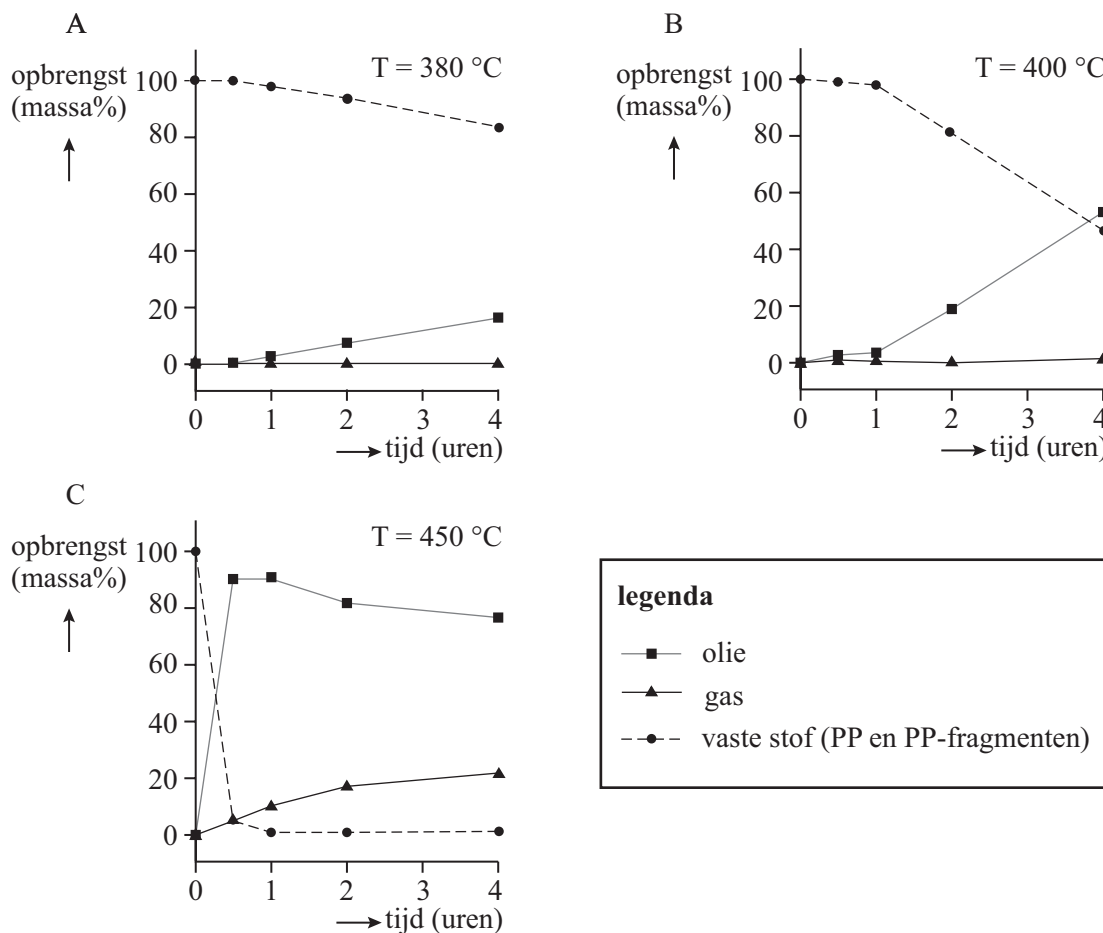 A
opbrengst
(massa%)
T = 380 °C
100
80
60
40
20
0
0 1 2 3 4
tijd (uren)
B
opbrengst
(massa%)
T = 400 °C
100
80
60
40
20
0
0 1 2 3 4
tijd (uren)
C
opbrengst
(massa%)
T = 450 °C
100
80
60
40
20
0
0 1 2 3 4
tijd (uren)
legenda
olie
gas
vaste stof (PP en PP-fragmenten)